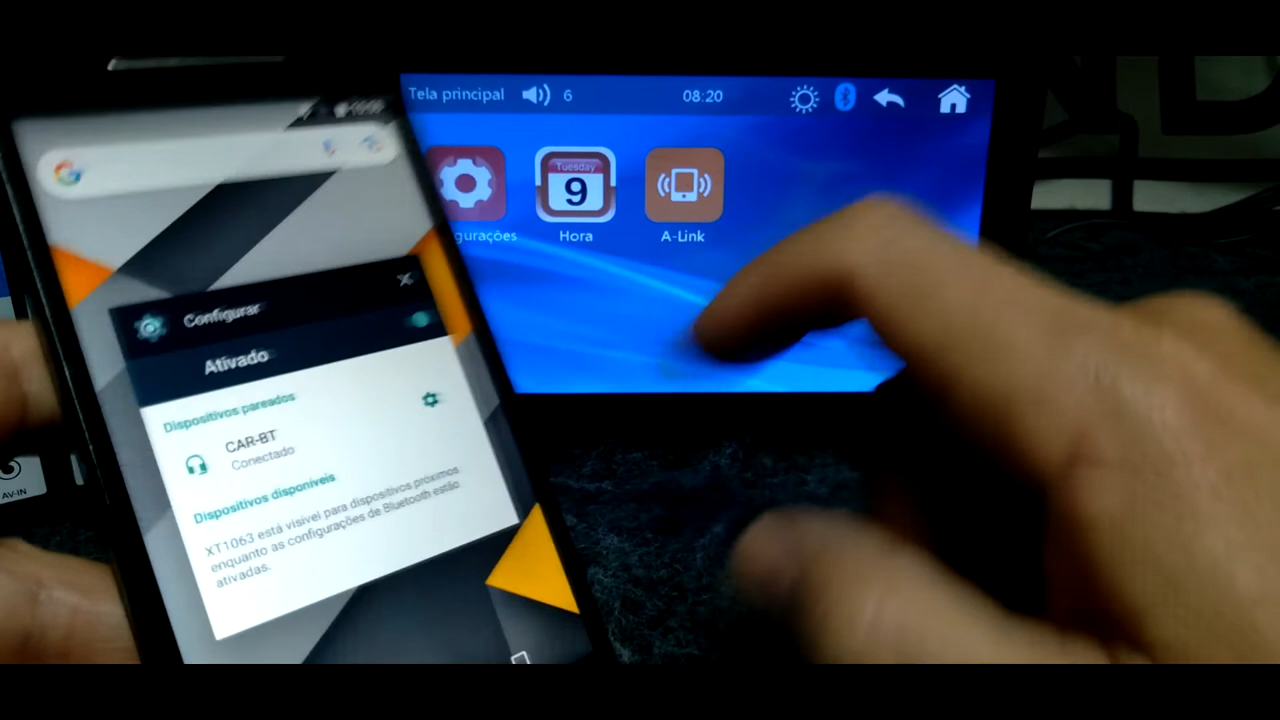 Tela principal
6
08:20
Tuesday
9
gurações
Hora
A-Link
Configurar
Ativado
Dispositivos pareados
CAR-BT
Conectado
Dispositivos disponíveis
XT1063 está visível para dispositivos próximos
enquanto as configurações de Bluetooth estão
ativadas.
AV-IN